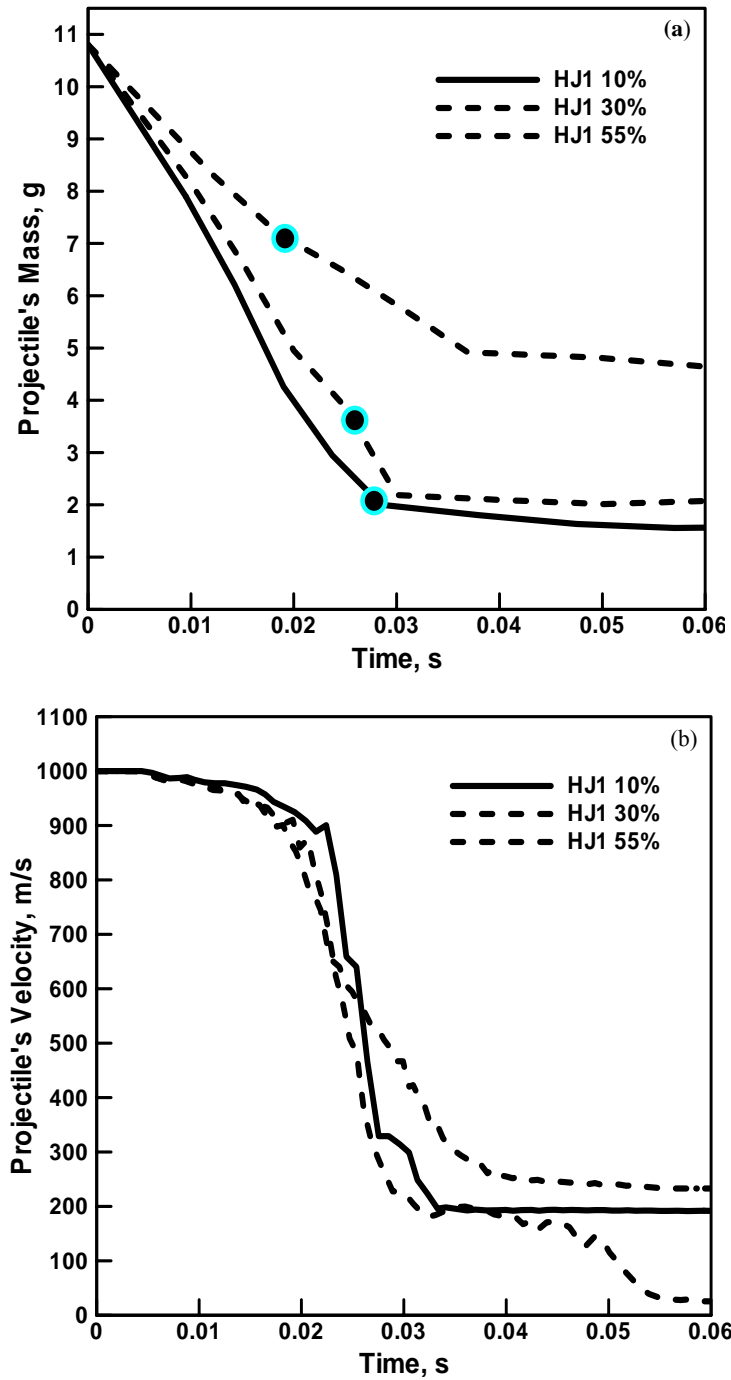 (a)
HJ1 10%
HJ1 30%
HJ1 55%
Projectile's Mass, g
11
10
9
8
7
6
5
4
3
2
1
0
0 0.01 0.02 0.03 0.04 0.05 0.06
Time, s
(b)
HJ1 10%
HJ1 30%
HJ1 55%
Projectile's Velocity, m/s
1100
1000
900
800
700
600
500
400
300
200
100
0
0 0.01 0.02 0.03 0.04 0.05 0.06
Time, s